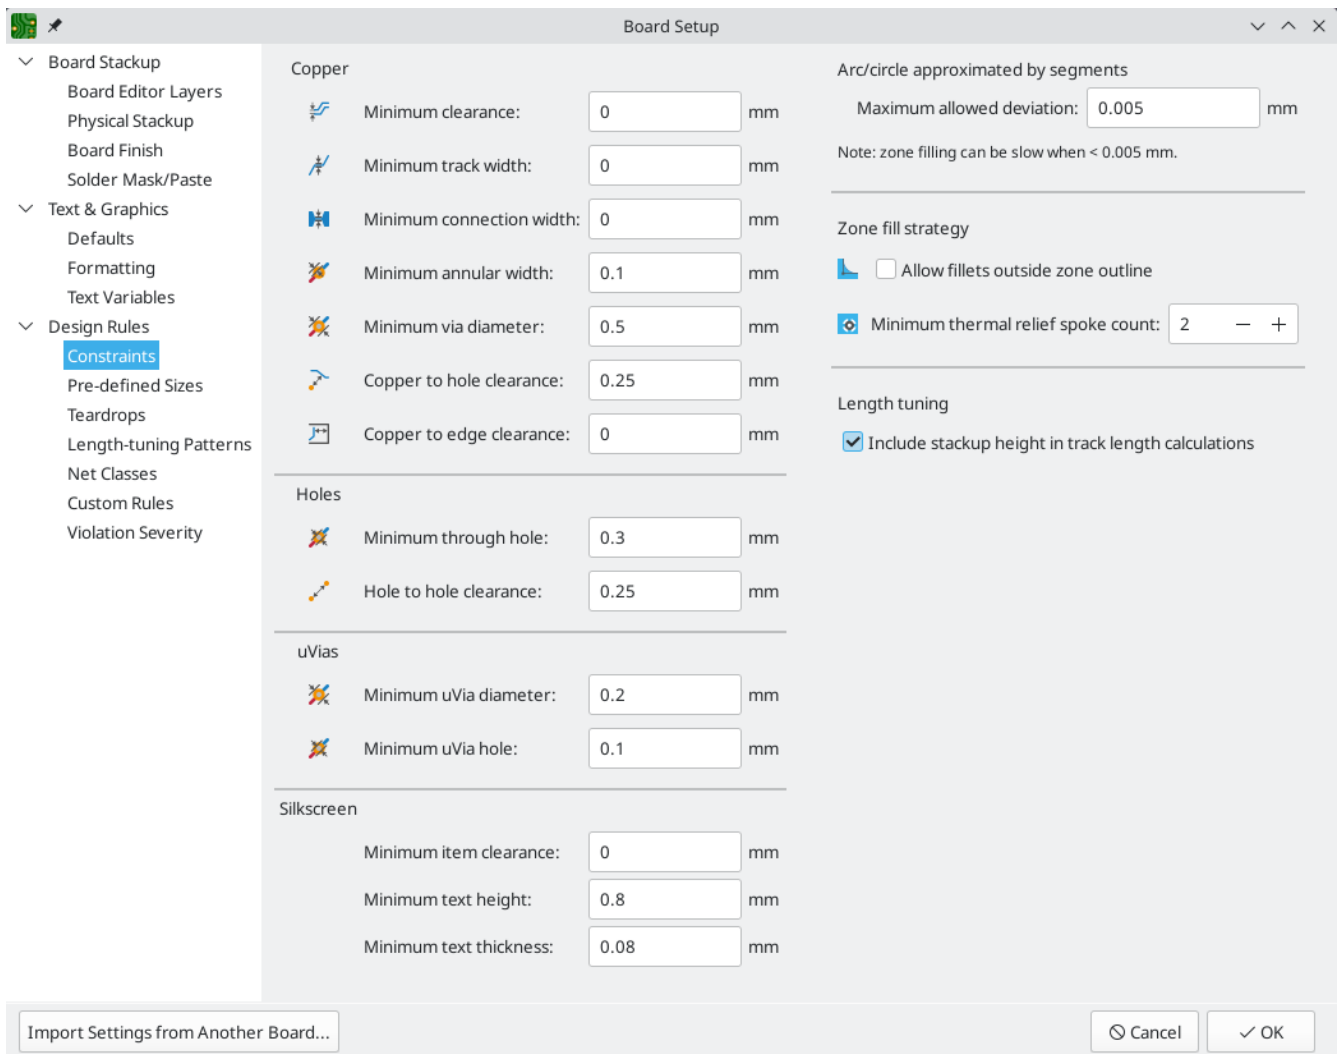 Board Setup
Board Stackup
Board Editor Layers
Physical Stackup
Board Finish
Solder Mask/Paste
Text & Graphics
Defaults
Formatting
Text Variables
Design Rules
Constraints
Pre-defined Sizes
Teardrops
Length-tuning Patterns
Net Classes
Custom Rules
Violation Severity
Copper
Minimum clearance: 0 mm
Minimum track width: 0 mm
Minimum connection width: 0 mm
Minimum annular width: 0.1 mm
Minimum via diameter: 0.5 mm
Copper to hole clearance: 0.25 mm
Copper to edge clearance: 0 mm
Holes
Minimum through hole: 0.3 mm
Hole to hole clearance: 0.25 mm
uVias
Minimum uVia diameter: 0.2 mm
Minimum uVia hole: 0.1 mm
Silkscreen
Minimum item clearance: 0 mm
Minimum text height: 0.8 mm
Minimum text thickness: 0.08 mm
Arc/circle approximated by segments
Maximum allowed deviation: 0.005 mm
Note: zone filling can be slow when < 0.005 mm.
Zone fill strategy
Allow fillets outside zone outline
Minimum thermal relief spoke count: 2
Length tuning
Include stackup height in track length calculations
Import Settings from Another Board...
Cancel
OK